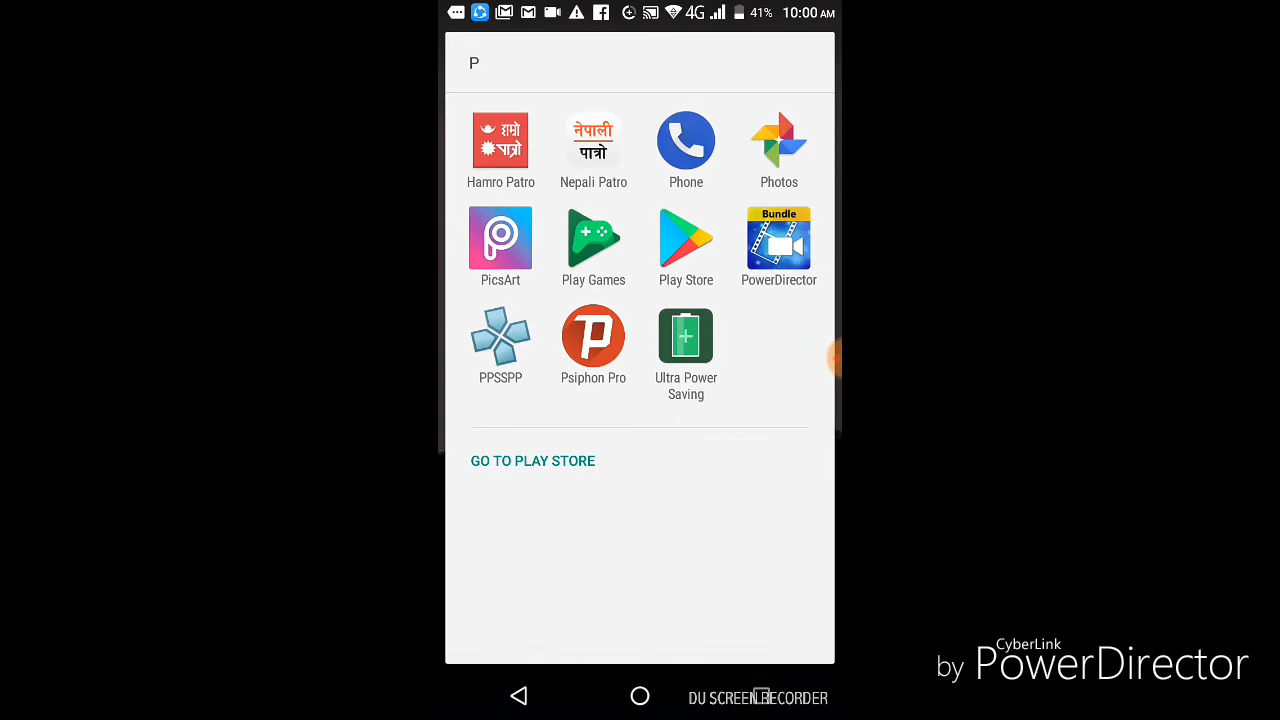 4G 41% 10:00 AM
P
हाम्रो पात्रो
नेपाली पात्रो
Hamro Patro Nepali Patro Phone Photos
Bundle
PicsArt Play Games Play Store PowerDirector
PPSSPP Psiphon Pro Ultra Power Saving
GO TO PLAY STORE
CyberLink
by PowerDirector
DU SCREEN RECORDER